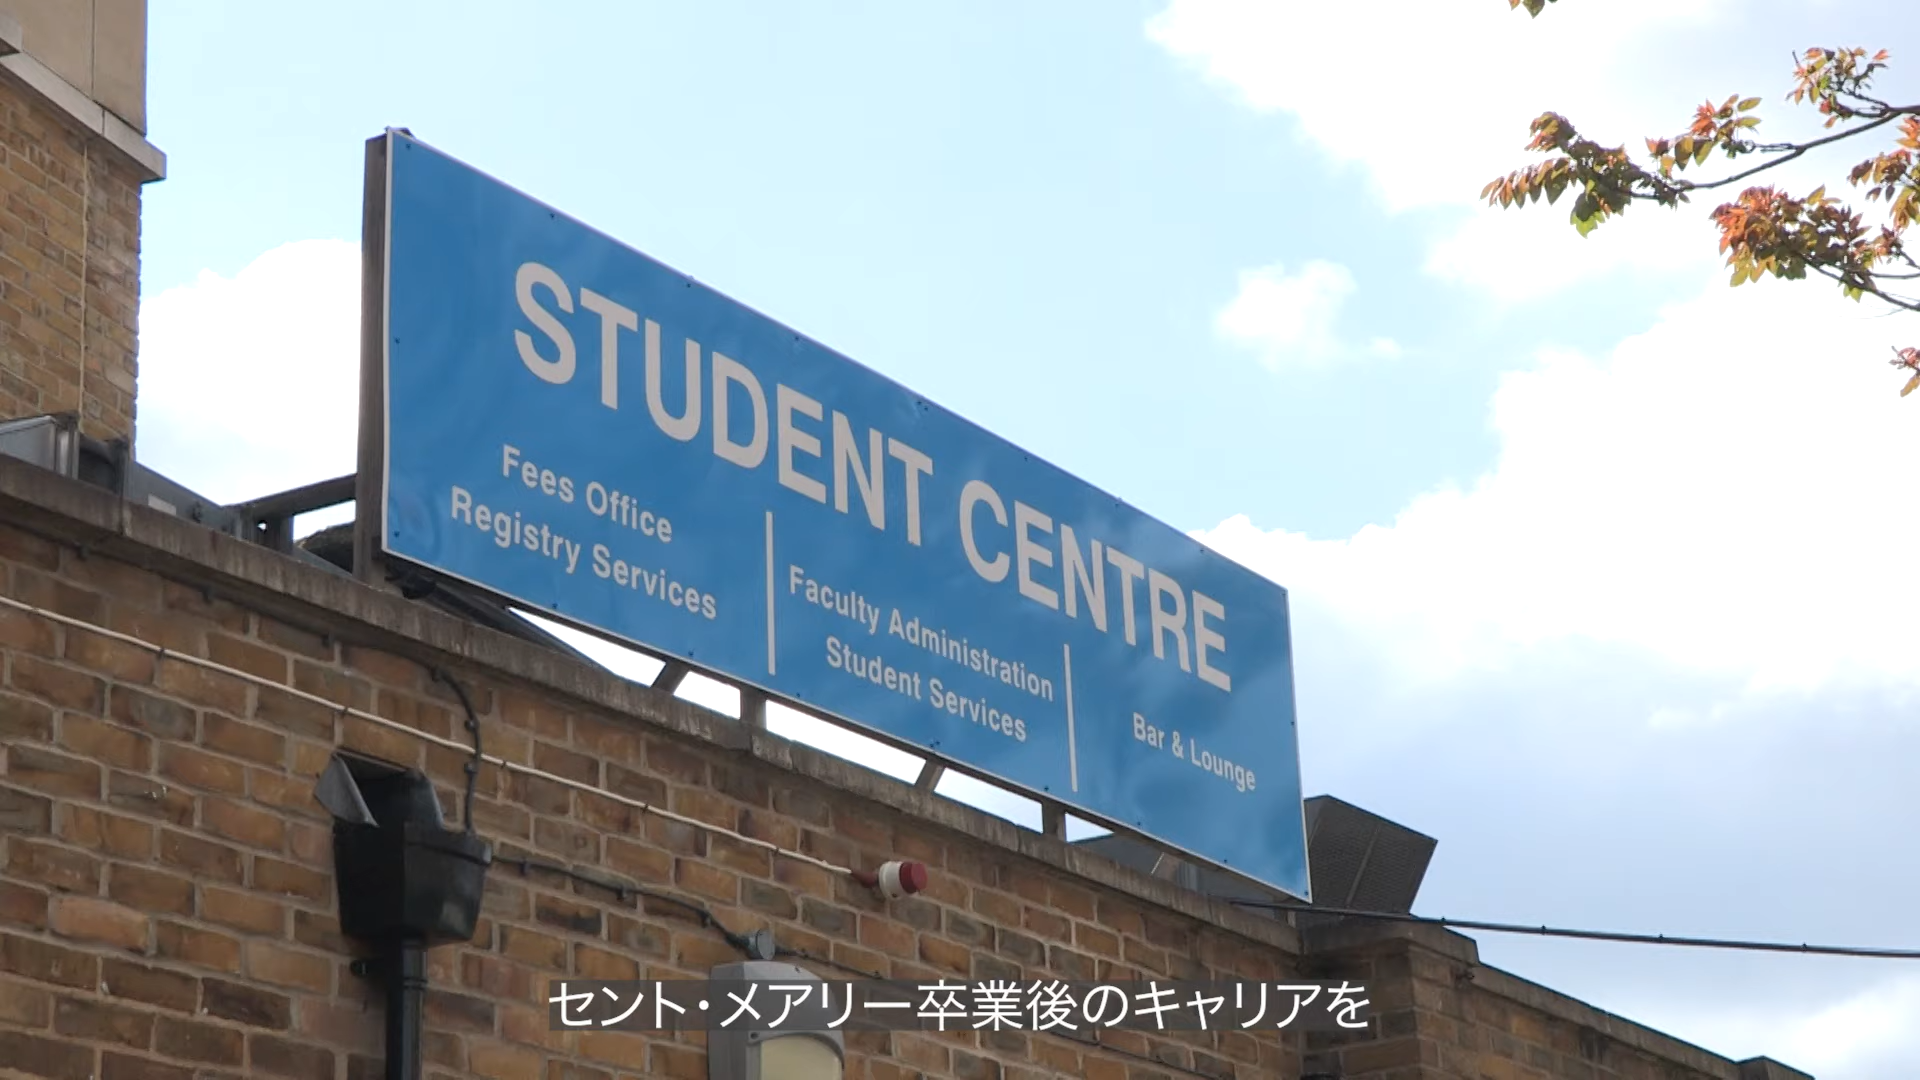 STUDENT CENTRE
Fees Office
Registry Services
Faculty Administration
Student Services
Bar & Lounge
セント・メアリー卒業後のキャリアを